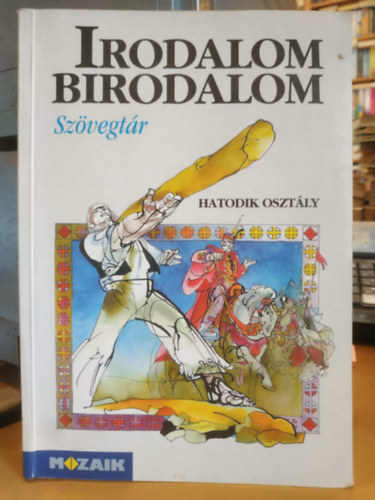 IRODALOM
BIRODALOM
Szövegtár
HATODIK OSZTÁLY
MOZAIK